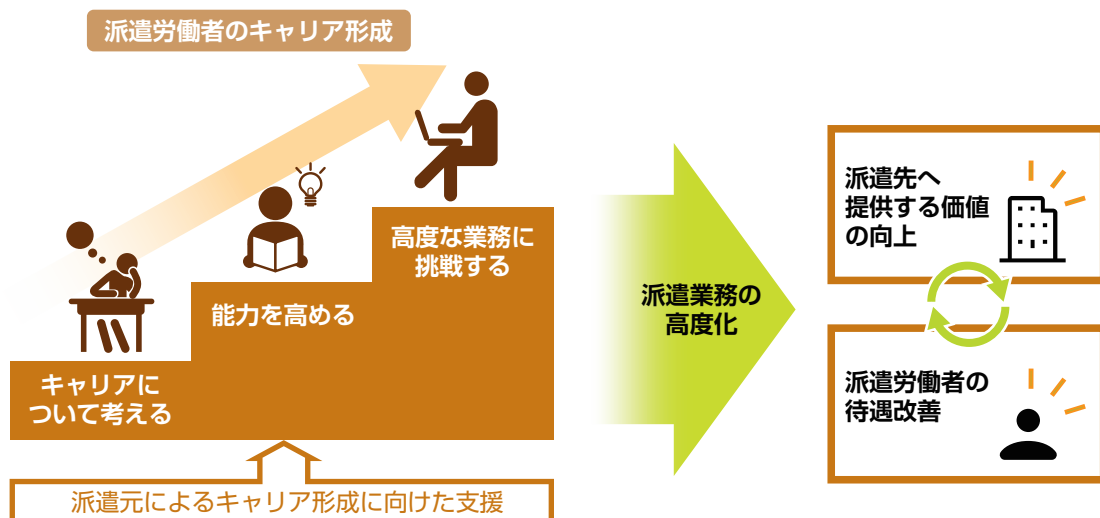 派遣労働者のキャリア形成
高度な業務に
挑戦する
能力を高める
キャリアに
ついて考える
派遣元によるキャリア形成に向けた支援
派遣業務の
高度化
派遣先へ
提供する価値
の向上
派遣労働者の
待遇改善